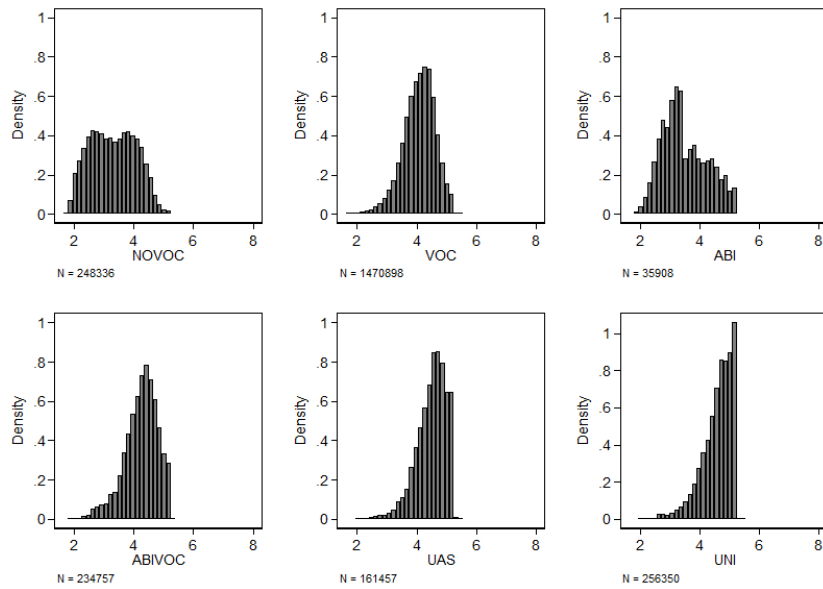 1
.8
.6
.4
.2
0
Density
2 4 6 8
NOVOC
N = 248336
1
.8
.6
.4
.2
0
Density
2 4 6 8
VOC
N = 1470898
1
.8
.6
.4
.2
0
Density
2 4 6 8
ABI
N = 35908
1
.8
.6
.4
.2
0
Density
2 4 6 8
ABIVOC
N = 234757
1
.8
.6
.4
.2
0
Density
2 4 6 8
UAS
N = 161457
1
.8
.6
.4
.2
0
Density
2 4 6 8
UNI
N = 256350